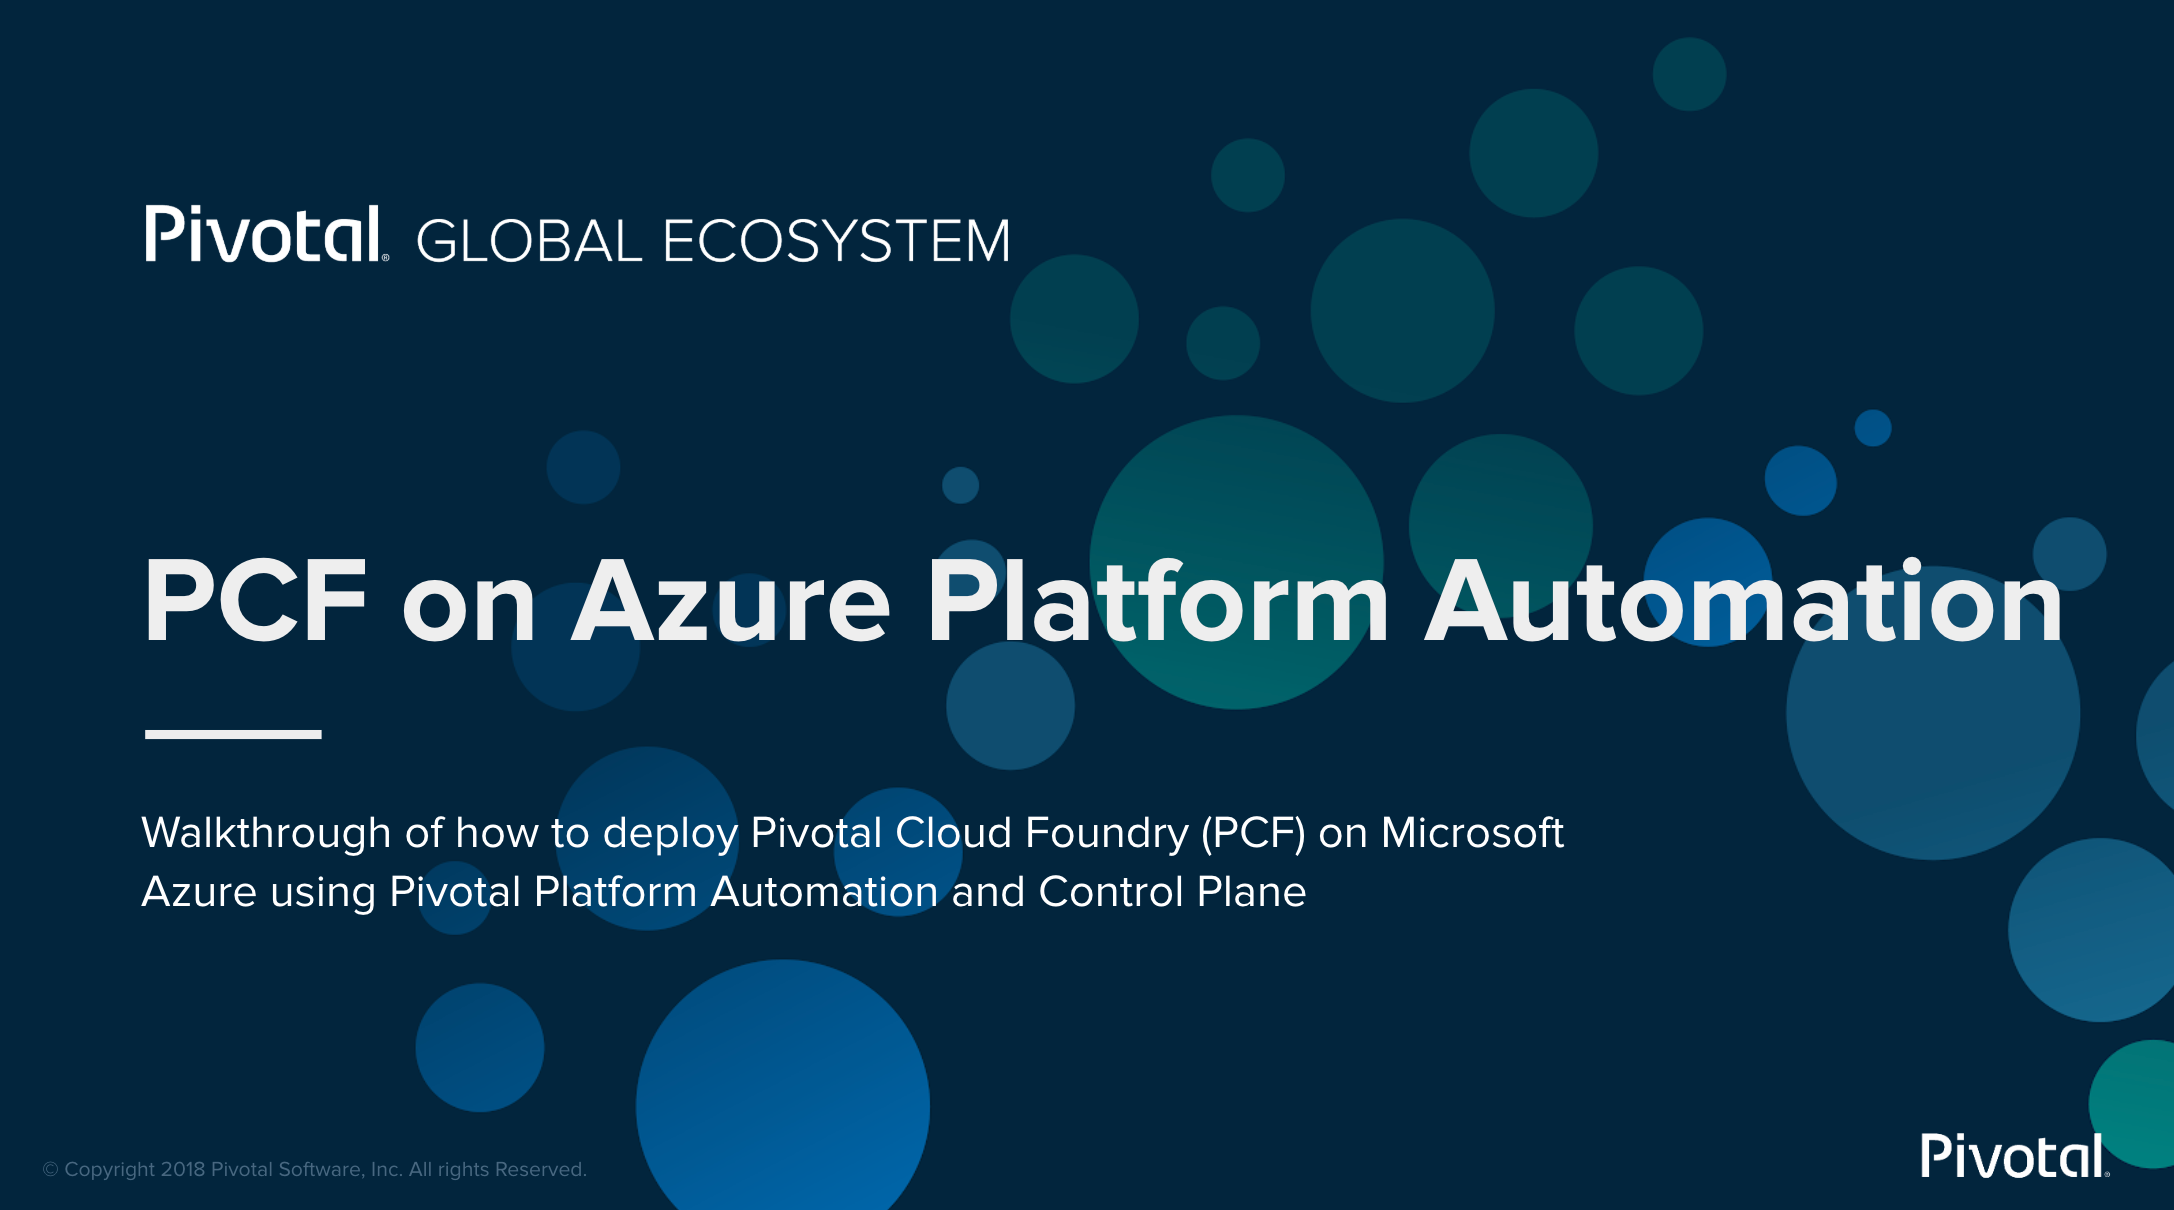 Pivotal® GLOBAL ECOSYSTEM
PCF on Azure Platform Automation
Walkthrough of how to deploy Pivotal Cloud Foundry (PCF) on Microsoft
Azure using Pivotal Platform Automation and Control Plane
© Copyright 2018 Pivotal Software, Inc. All rights Reserved.
Pivotal®